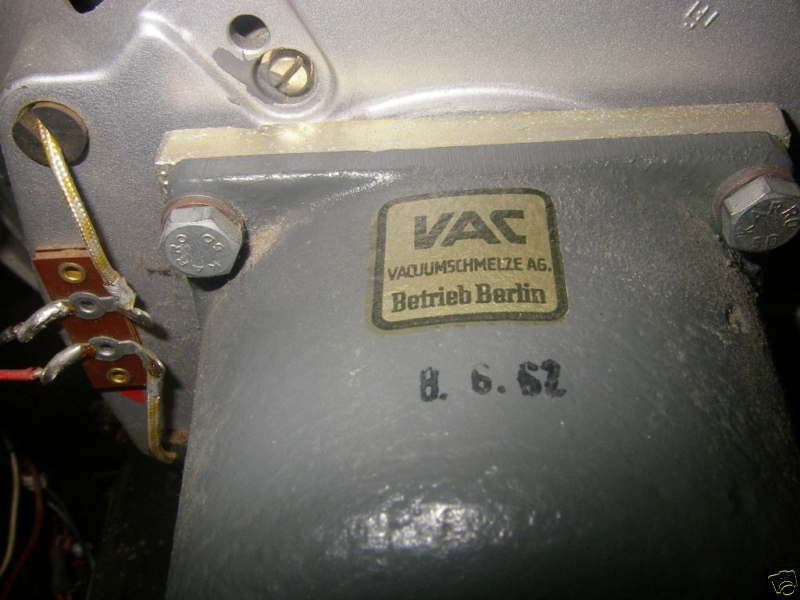 VAC
VACUUMSCHMELZE AG.
Betrieb Berlin
8. 6. 62